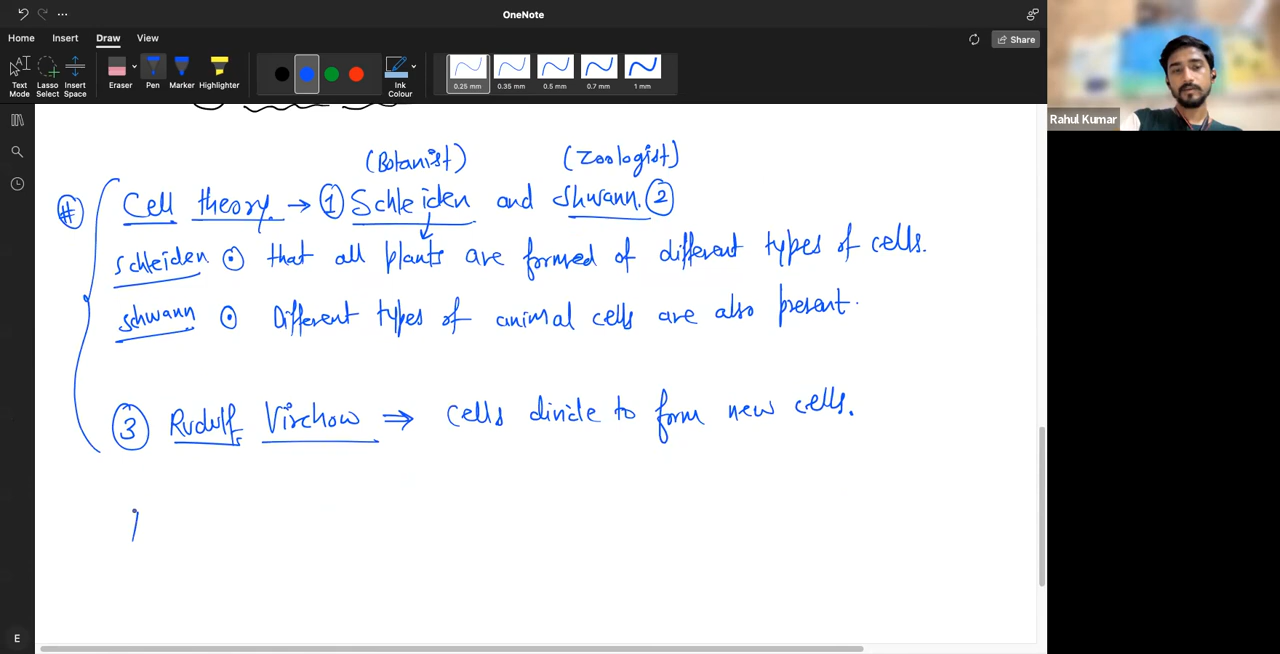 OneNote
Home Insert Draw View
Share
Text Mode Lasso Select Insert Space Eraser Pen Marker Highlighter Ink Colour 0.25 mm 0.35 mm 0.5 mm 0.7 mm 1 mm
Rahul Kumar
(Botanist) (Zoologist)
# Cell theory. → ① Schleiden and Shwann. ②
Schleiden ⊙ that all plants are formed of different types of cells.
Schwann ⊙ Different types of animal cells are also present.
③ Rudulf Virchow ⇒ cells divide to form new cells.
E